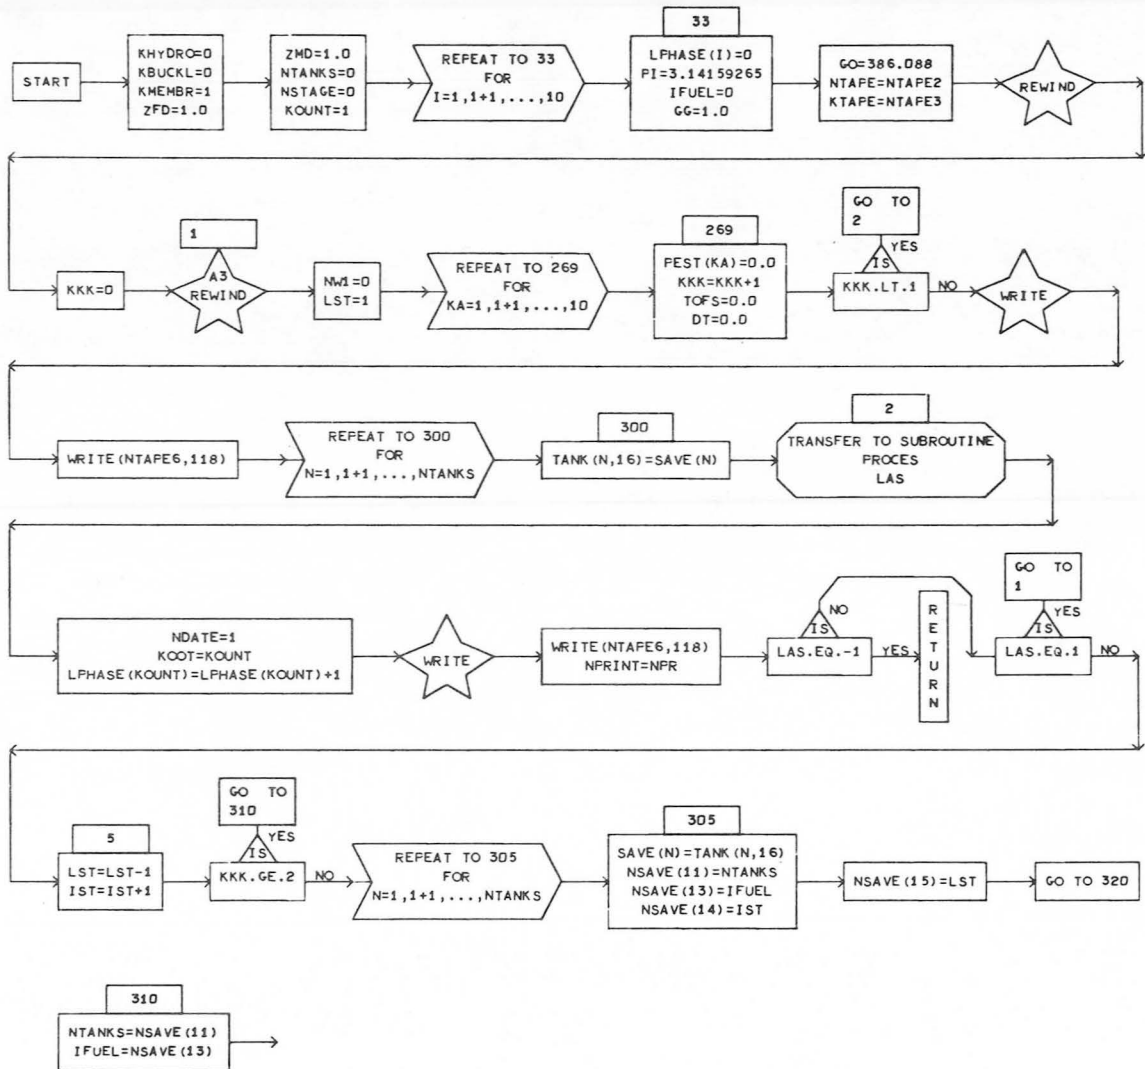 START
KHYDRO=0
KBUCKL=0
KMEMBR=1
ZFD=1.0
ZMD=1.0
NTANKS=0
NSTAGE=0
KOUNT=1
REPEAT TO 33
FOR
I=1,1+1,...,10
33
LPHASE(I)=0
PI=3.14159265
IFUEL=0
GG=1.0
GO=386.088
NTAPE=NTAPE2
KTAPE=NTAPE3
REWIND
KKK=0
1
A3
REWIND
NW1=0
LST=1
REPEAT TO 269
FOR
KA=1,1+1,...,10
269
PEST(KA)=0.0
KKK=KKK+1
TOFS=0.0
DT=0.0
GO TO
2
YES
IS
KKK.LT.1
NO
WRITE
WRITE(NTAPE6,118)
REPEAT TO 300
FOR
N=1,1+1,...,NTANKS
300
TANK(N,16)=SAVE(N)
2
TRANSFER TO SUBROUTINE
PROCES
LAS
NDATE=1
KOOT=KOUNT
LPHASE(KOUNT)=LPHASE(KOUNT)+1
WRITE
WRITE(NTAPE6,118)
NPRINT=NPR
NO
IS
LAS.EQ.-1
YES
RETURN
GO TO
1
YES
IS
LAS.EQ.1
NO
5
LST=LST-1
IST=IST+1
GO TO
310
YES
IS
KKK.GE.2
NO
REPEAT TO 305
FOR
N=1,1+1,...,NTANKS
305
SAVE(N)=TANK(N,16)
NSAVE(11)=NTANKS
NSAVE(13)=IFUEL
NSAVE(14)=IST
NSAVE(15)=LST
GO TO 320
310
NTANKS=NSAVE(11)
IFUEL=NSAVE(13)